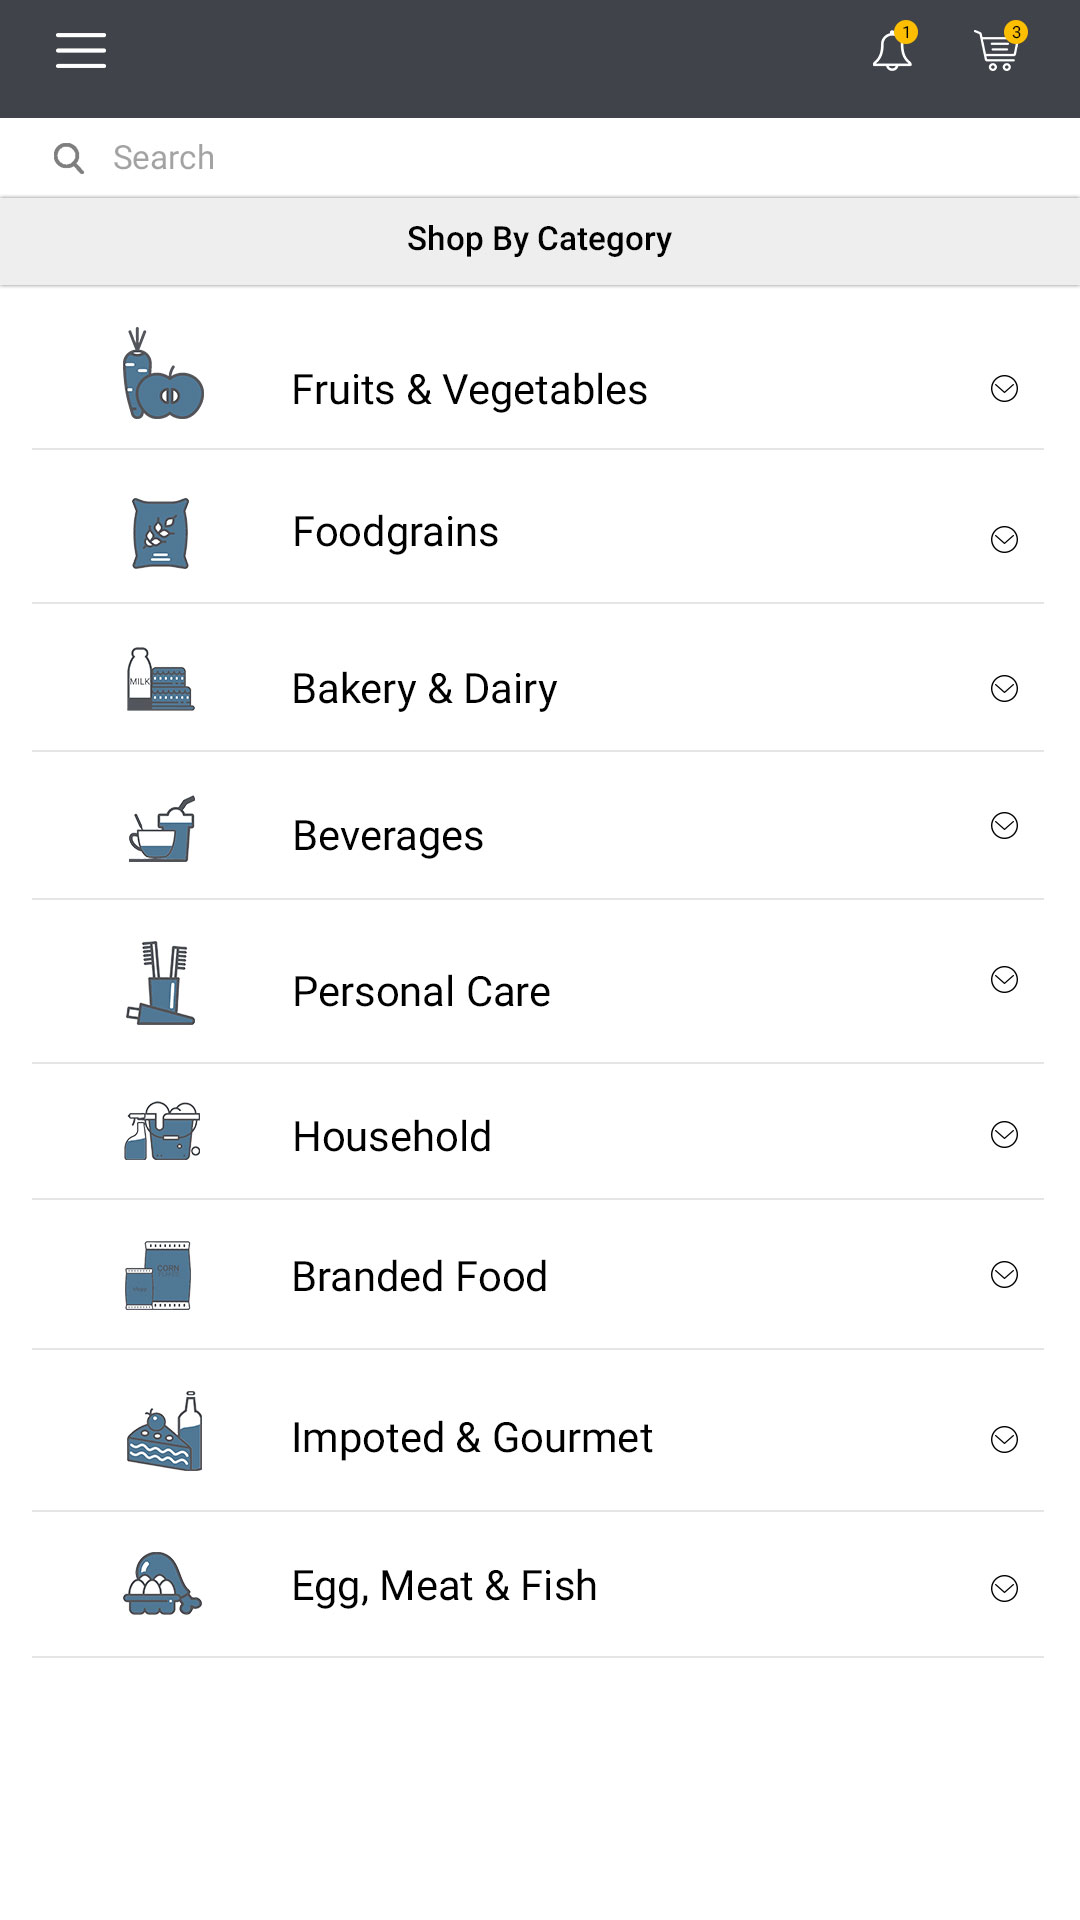 1
3
Search
Shop By Category
Fruits & Vegetables
Foodgrains
MILK
Bakery & Dairy
Beverages
Personal Care
Household
CORN
Branded Food
Impoted & Gourmet
Egg, Meat & Fish